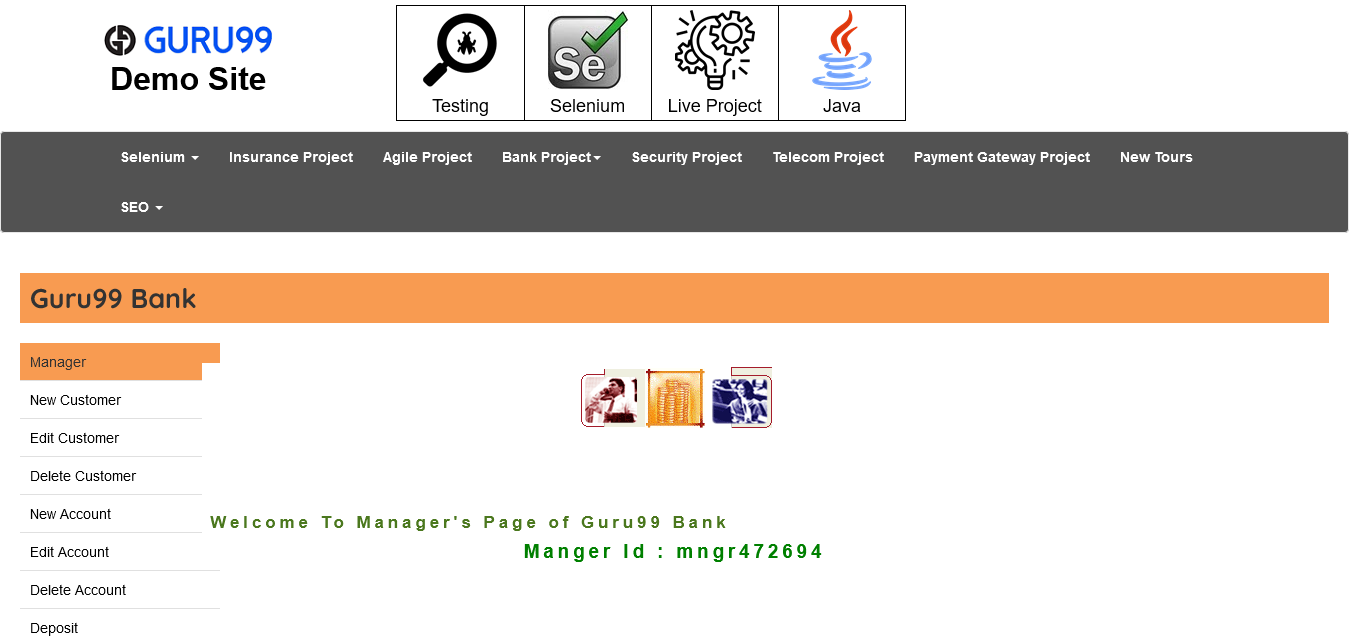 GURU99
Demo Site
Se
Testing
Selenium
Live Project
Java
Selenium
Insurance Project
Agile Project
Bank Project
Security Project
Telecom Project
Payment Gateway Project
New Tours
SEO
Guru99 Bank
Manager
New Customer
Edit Customer
Delete Customer
New Account
Edit Account
Delete Account
Deposit
Welcome To Manager's Page of Guru99 Bank
Manger Id : mngr472694